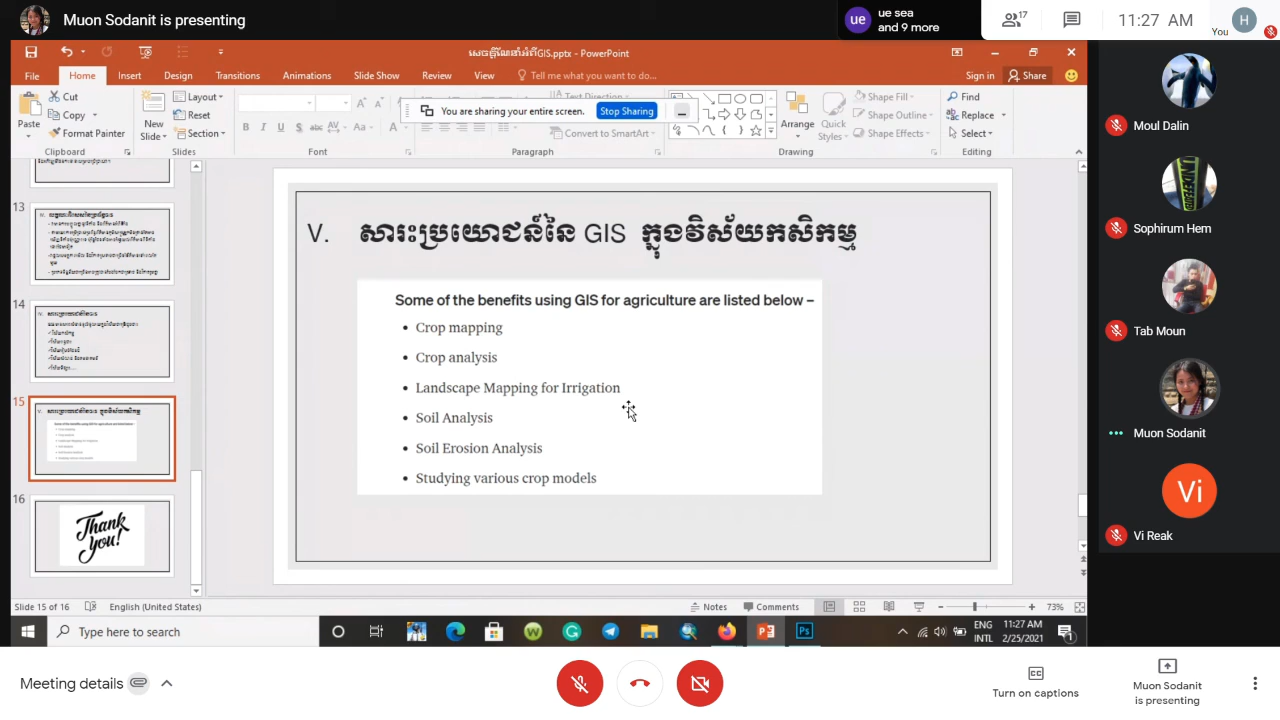 Muon Sodanit is presenting
ue
ue sea
and 9 more
17
11:27 AM
You
H
សេចក្តីណែនាំអំពីGIS.pptx - PowerPoint
File
Home
Insert
Design
Transitions
Animations
Slide Show
Review
View
Tell me what you want to do...
Sign in
Share
Paste
Cut
Copy
Format Painter
Clipboard
New
Slide
Layout
Reset
Section
Slides
B I U S abc AV Aa A
Font
You are sharing your entire screen.
Stop Sharing
Text Direction
Convert to SmartArt
Paragraph
Arrange
Quick
Styles
Shape Fill
Shape Outline
Shape Effects
Drawing
Find
Replace
Select
Editing
13
14
15
16
Thank
you!
V. សារៈប្រយោជន៍នៃ GIS ក្នុងវិស័យកសិកម្ម
Some of the benefits using GIS for agriculture are listed below –
• Crop mapping
• Crop analysis
• Landscape Mapping for Irrigation
• Soil Analysis
• Soil Erosion Analysis
• Studying various crop models
Moul Dalin
Sophirum Hem
Tab Moun
Muon Sodanit
Vi
Vi Reak
Slide 15 of 16
English (United States)
Notes
Comments
73%
Type here to search
ENG
INTL
11:27 AM
2/25/2021
1
Meeting details
Turn on captions
Muon Sodanit
is presenting